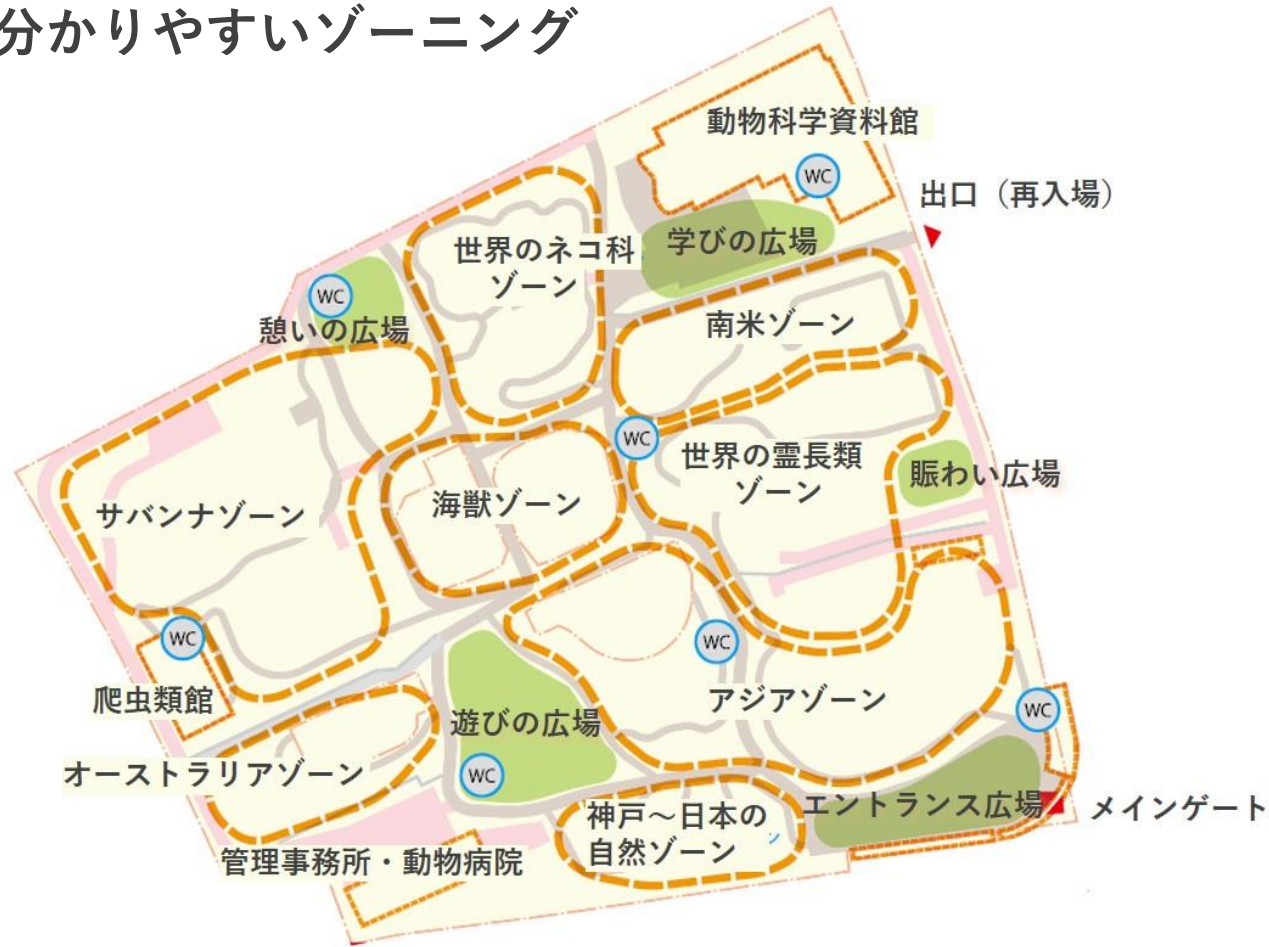 分かりやすいゾーニング
動物科学資料館
WC
出口（再入場）
学びの広場
世界のネコ科
ゾーン
WC
憩いの広場
南米ゾーン
WC
世界の霊長類
ゾーン
賑わい広場
海獣ゾーン
サバンナゾーン
WC
WC
爬虫類館
アジアゾーン
WC
遊びの広場
オーストラリアゾーン
WC
エントランス広場
メインゲート
神戸～日本の
自然ゾーン
管理事務所・動物病院